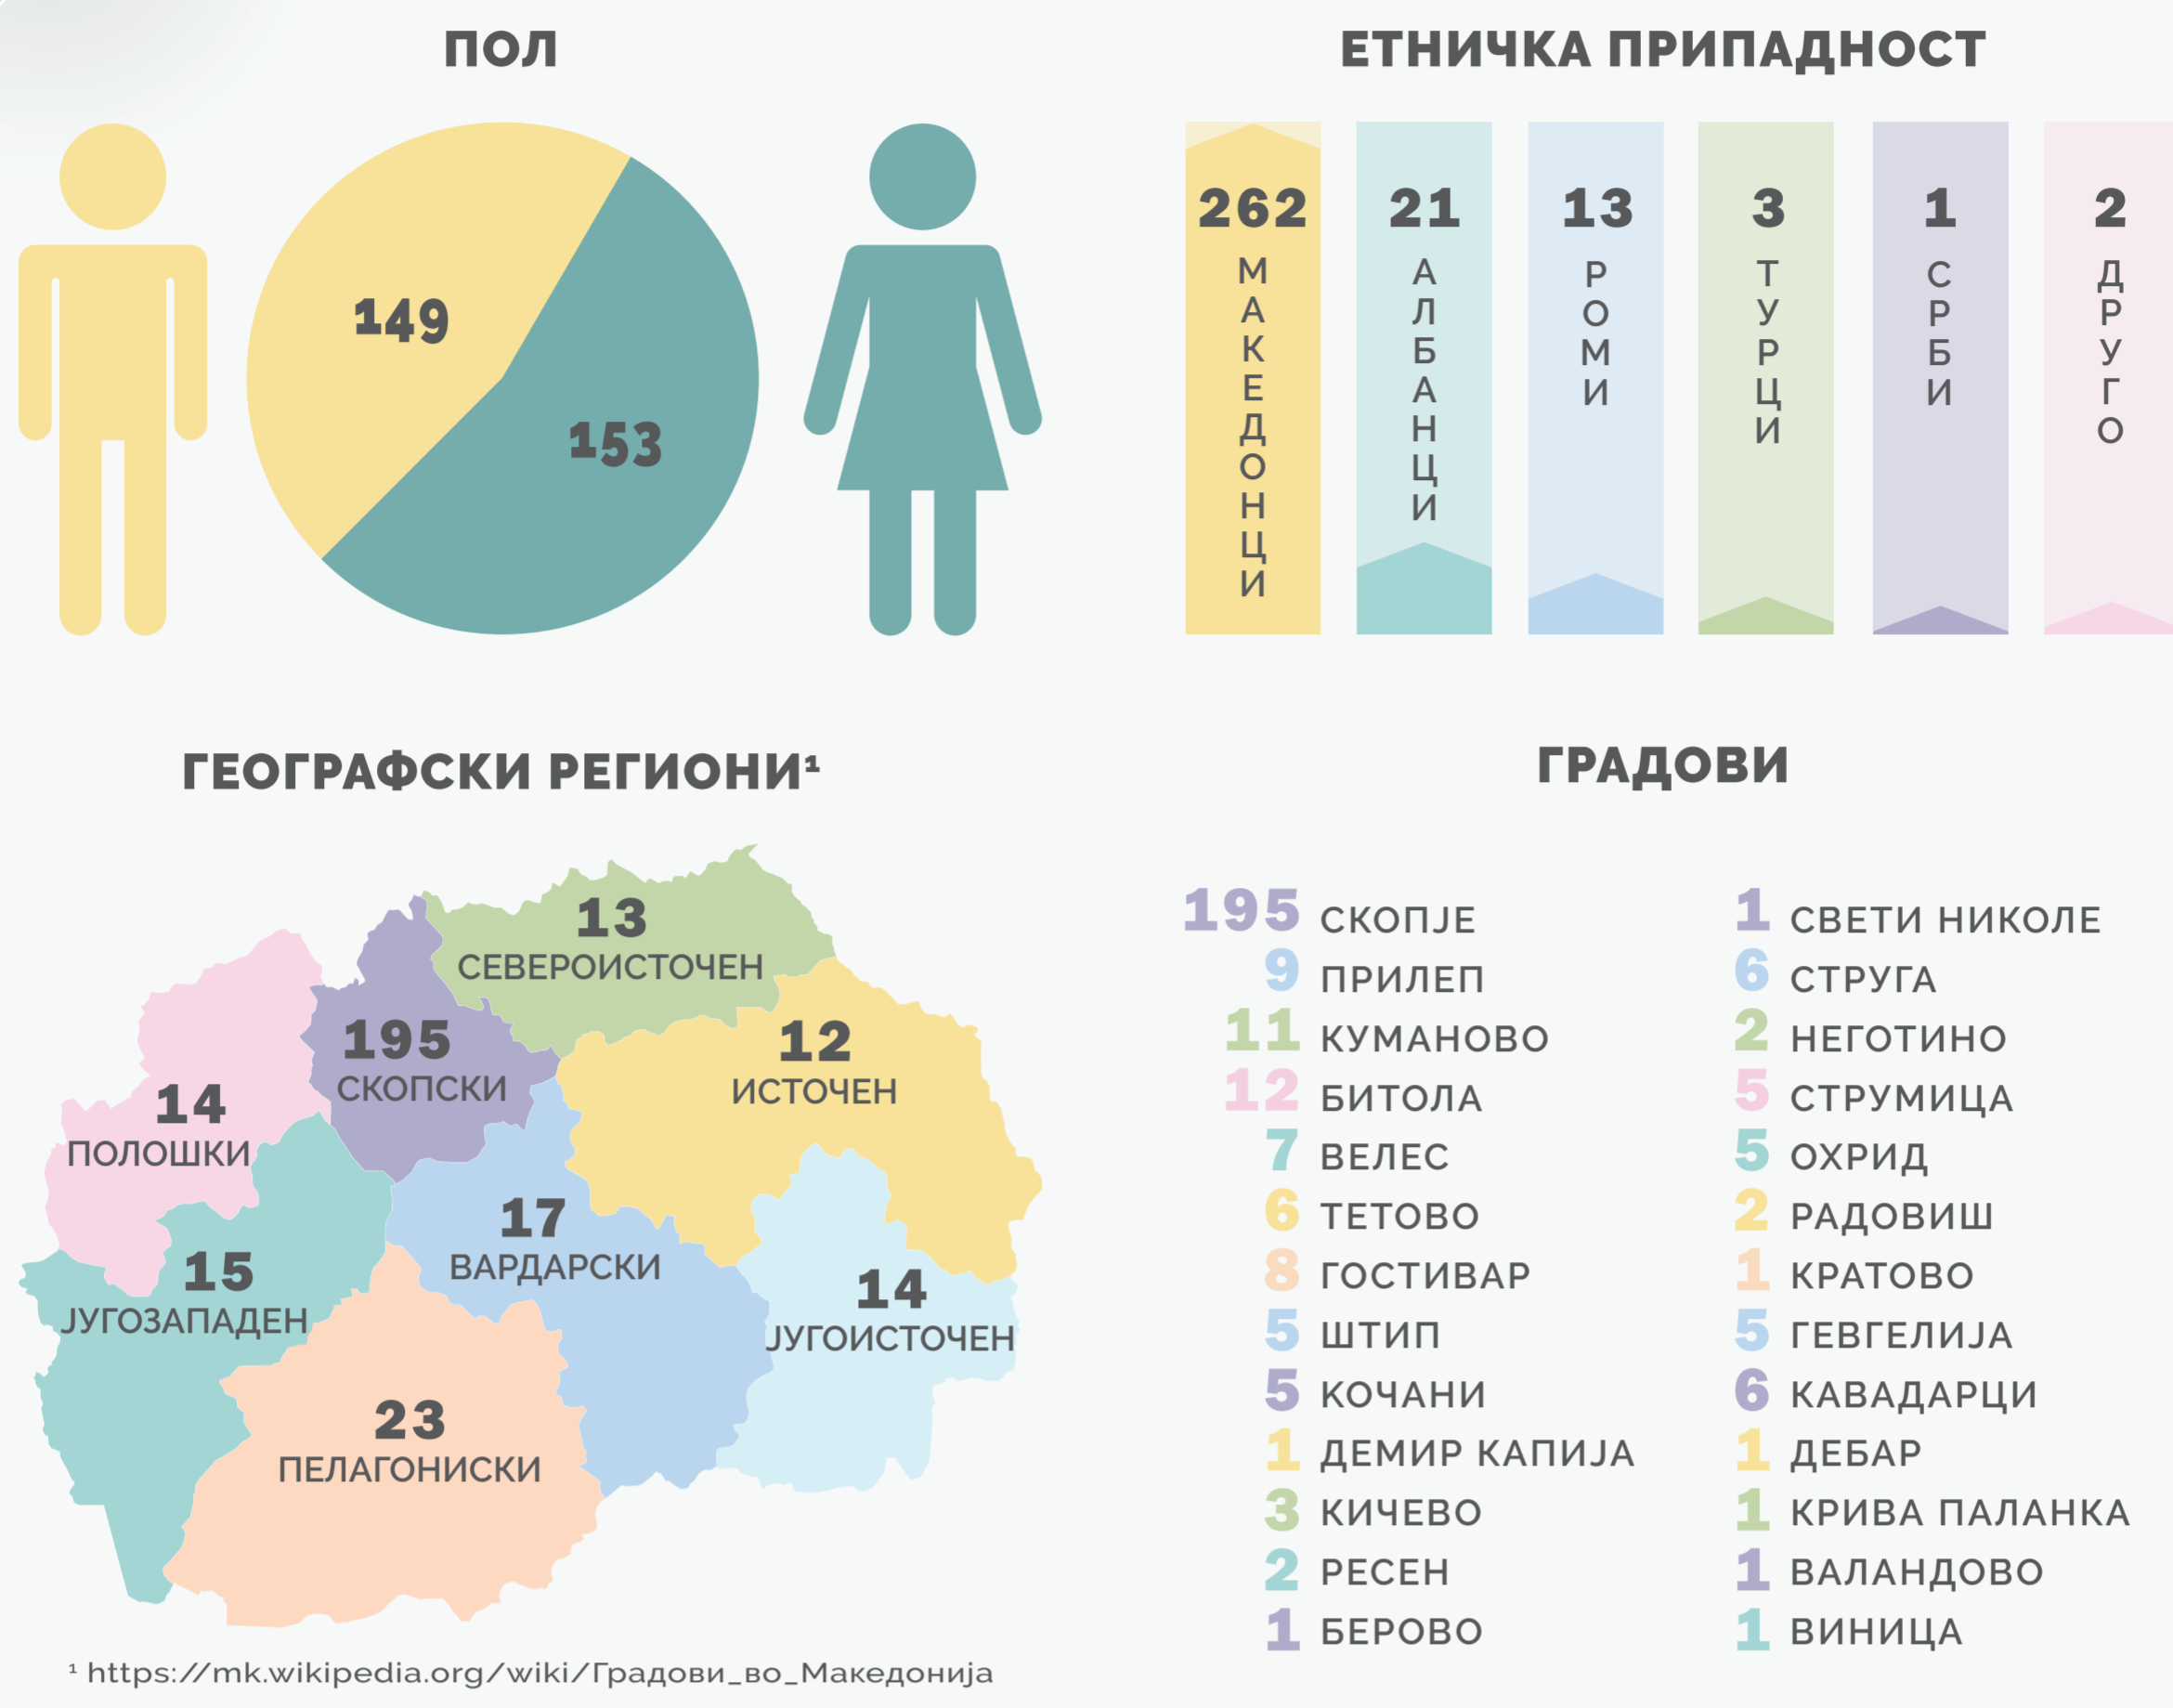 ПОЛ
149
153
ЕТНИЧКА ПРИПАДНОСТ
262
МАКЕДОНЦИ
21
АЛБАНЦИ
13
РОМИ
3
ТУРЦИ
1
СРБИ
2
ДРУГО
ГЕОГРАФСКИ РЕГИОНИ¹
13
СЕВЕРОИСТОЧЕН
195
СКОПСКИ
12
ИСТОЧЕН
14
ПОЛОШКИ
17
ВАРДАРСКИ
15
ЈУГОЗАПАДЕН
14
ЈУГОИСТОЧЕН
23
ПЕЛАГОНИСКИ
¹ https://mk.wikipedia.org/wiki/Градови_во_Македонија
ГРАДОВИ
195 СКОПЈЕ
9 ПРИЛЕП
11 КУМАНОВО
12 БИТОЛА
7 ВЕЛЕС
6 ТЕТОВО
8 ГОСТИВАР
5 ШТИП
5 КОЧАНИ
1 ДЕМИР КАПИЈА
3 КИЧЕВО
2 РЕСЕН
1 БЕРОВО
1 СВЕТИ НИКОЛЕ
6 СТРУГА
2 НЕГОТИНО
5 СТРУМИЦА
5 ОХРИД
2 РАДОВИШ
1 КРАТОВО
5 ГЕВГЕЛИЈА
6 КАВАДАРЦИ
1 ДЕБАР
1 КРИВА ПАЛАНКА
1 ВАЛАНДОВО
1 ВИНИЦА